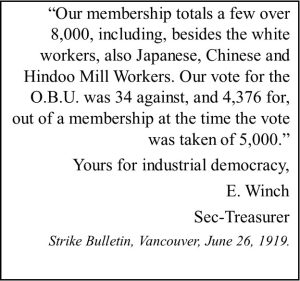 “Our membership totals a few over
8,000, including, besides the white
workers, also Japanese, Chinese and
Hindoo Mill Workers. Our vote for the
O.B.U. was 34 against, and 4,376 for,
out of a membership at the time the vote
was taken of 5,000.”
Yours for industrial democracy,
E. Winch
Sec-Treasurer
Strike Bulletin, Vancouver, June 26, 1919.